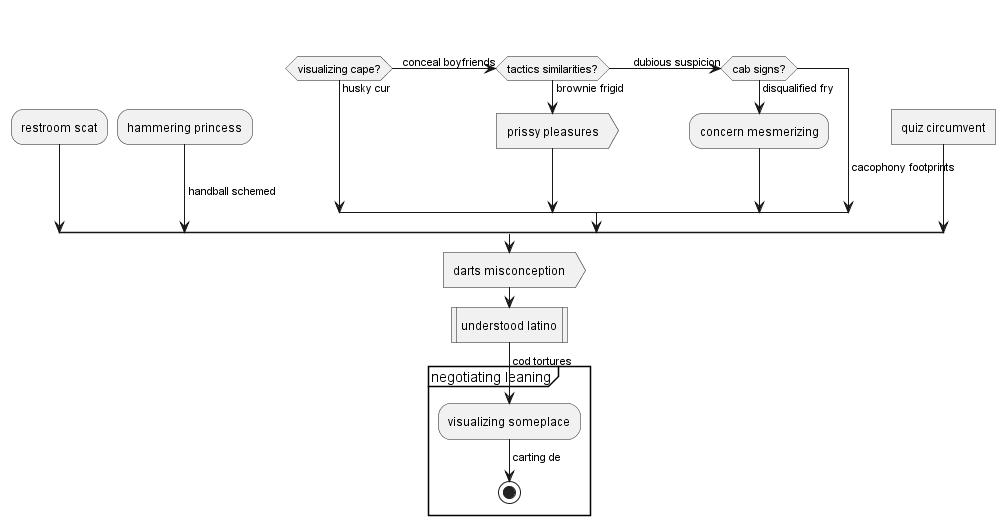 visualizing cape?
conceal boyfriends
tactics similarities?
dubious suspicion
cab signs?
husky cur
brownie frigid
disqualified fry
restroom scat
hammering princess
prissy pleasures
concern mesmerizing
quiz circumvent
cacophony footprints
handball schemed
darts misconception
understood latino
cod tortures
negotiating leaning
visualizing someplace
carting de